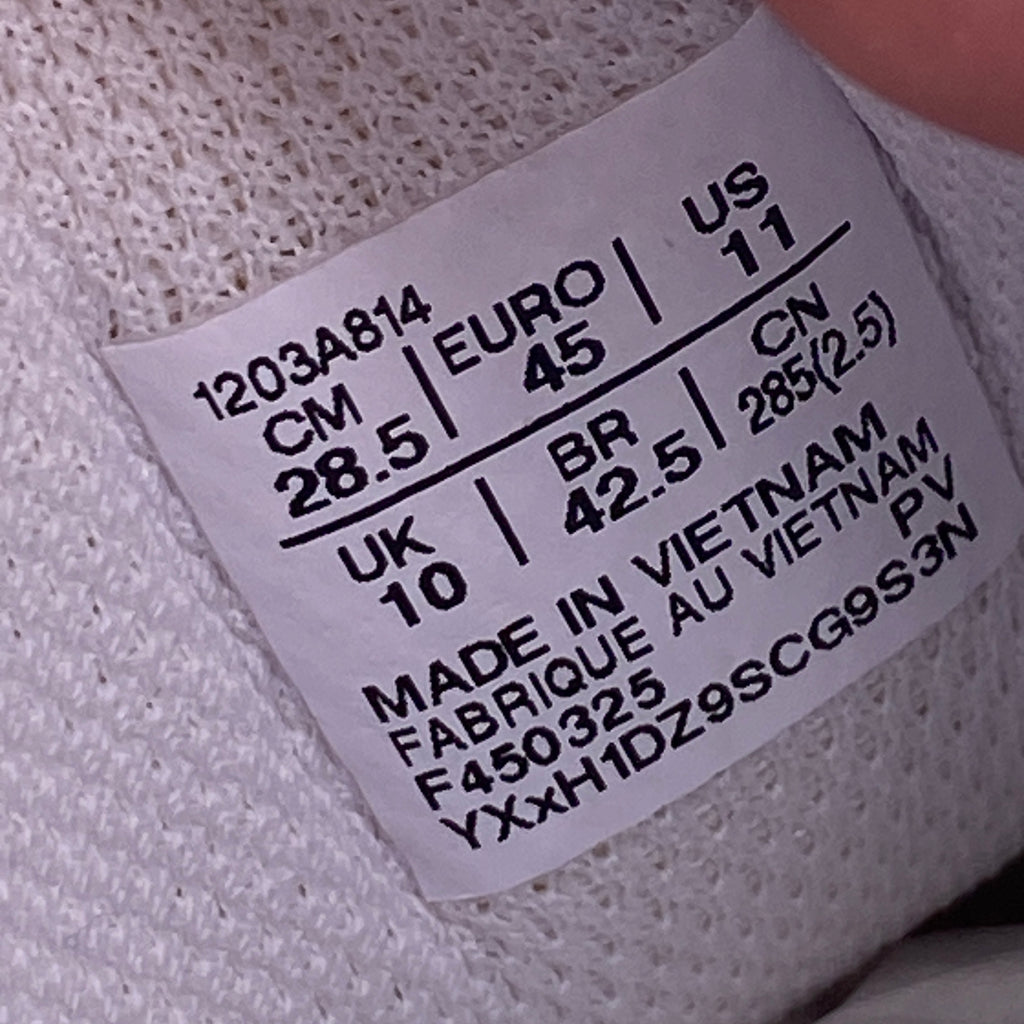 1203A814
CM | EURO | US
28.5 | 45 | 11
UK | BR | CN
10 | 42.5 | 285(2.5)
MADE IN VIETNAM
FABRIQUE AU VIETNAM
F450325 PV
YXxH1DZ9SCG9S3N